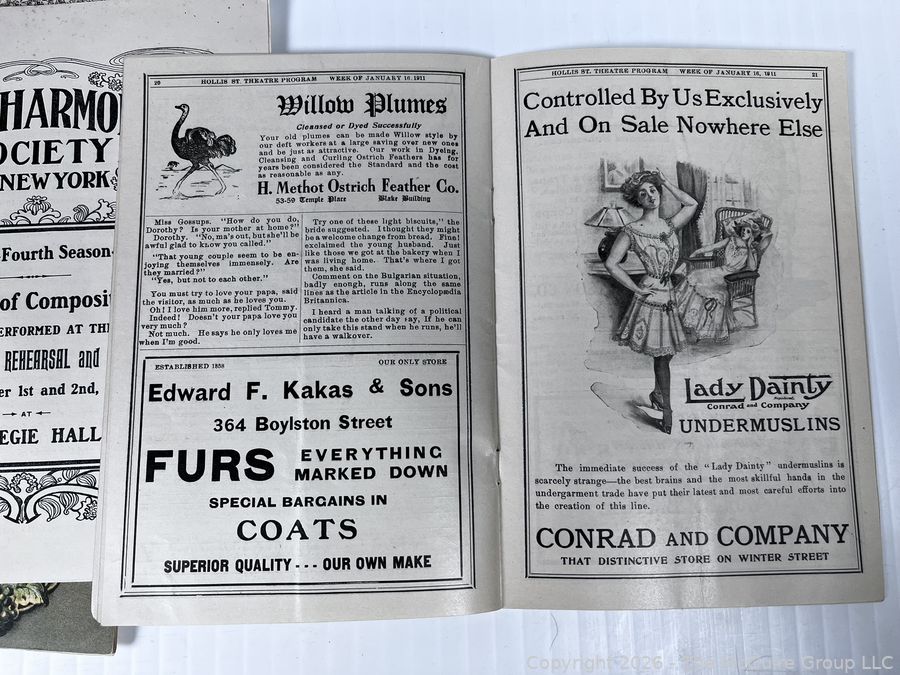 HARMO
OCIETY
NEW YORK
Fourth Season
of Composi
ERFORMED AT THE
REHEARSAL and
er 1st and 2nd,
AT
EGIE HALL
20 HOLLIS ST. THEATRE PROGRAM WEEK OF JANUARY 16, 1911
Willow Plumes
Cleansed or Dyed Successfully
Your old plumes can be made Willow style by
our deft workers at a large saving over new ones
and be just as attractive. Our work in Dyeing,
Cleansing and Curling Ostrich Feathers has for
years been considered the Standard and the cost
as reasonable as any.
H. Methot Ostrich Feather Co.
53-59 Temple Place Blake Building
Miss Gossups. "How do you do,
Dorothy? Is your mother at home?"
Dorothy. "No, ma's out, but she'll be
awful glad to know you called."
"That young couple seem to be en-
joying themselves immensely. Are
they married?"
"Yes, but not to each other."
You must try to love your papa, said
the visitor, as much as he loves you.
Oh! I love him more, replied Tommy.
Indeed! Doesn't your papa love you
very much?
Not much. He says he only loves me
when I'm good.
Try one of these light biscuits," the
bride suggested. I thought they might
be a welcome change from bread. Fine!
exclaimed the young husband. Just
like those we got at the bakery when I
was living home. That's where I got
them, she said.
Comment on the Bulgarian situation,
badly enough, runs along the same
lines as the article in the Encyclopædia
Britannica.
I heard a man talking of a political
candidate the other day say, If he can
only take this stand when he runs, he'll
have a walkover.
ESTABLISHED 1858 OUR ONLY STORE
Edward F. Kakas & Sons
364 Boylston Street
FURS EVERYTHING
MARKED DOWN
SPECIAL BARGAINS IN
COATS
SUPERIOR QUALITY - - - OUR OWN MAKE
HOLLIS ST. THEATRE PROGRAM WEEK OF JANUARY 16, 1911 21
Controlled By Us Exclusively
And On Sale Nowhere Else
Lady Dainty
Conrad and Company
UNDERMUSLINS
The immediate success of the "Lady Dainty" undermuslins is
scarcely strange—the best brains and the most skillful hands in the
undergarment trade have put their latest and most careful efforts into
the creation of this line.
CONRAD AND COMPANY
THAT DISTINCTIVE STORE ON WINTER STREET
Copyright 2026 - The McGuire Group LLC